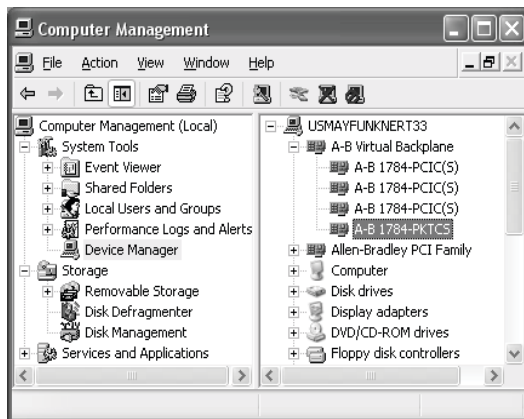 Computer Management
File Action View Window Help
Computer Management (Local)
System Tools
Event Viewer
Shared Folders
Local Users and Groups
Performance Logs and Alerts
Device Manager
Storage
Removable Storage
Disk Defragmenter
Disk Management
Services and Applications
USMAYFUNKNERT33
A-B Virtual Backplane
A-B 1784-PCIC(S)
A-B 1784-PCIC(S)
A-B 1784-PCIC(S)
A-B 1784-PKTCS
Allen-Bradley PCI Family
Computer
Disk drives
Display adapters
DVD/CD-ROM drives
Floppy disk controllers